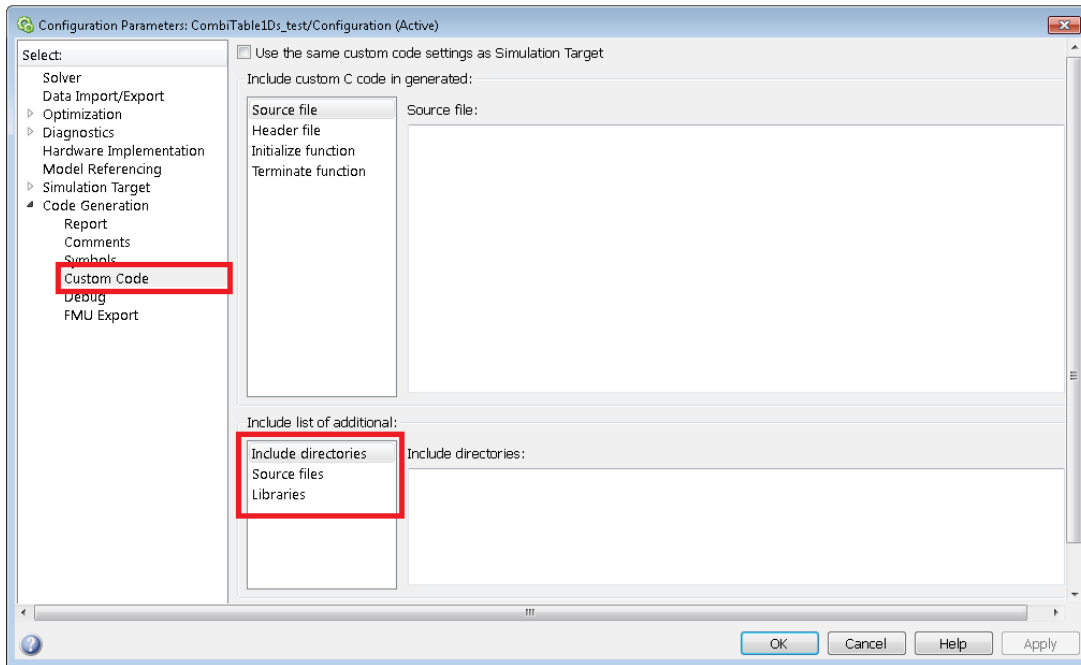 Configuration Parameters: CombiTable1Ds_test/Configuration (Active)
Select:
Solver
Data Import/Export
Optimization
Diagnostics
Hardware Implementation
Model Referencing
Simulation Target
Code Generation
Report
Comments
Symbols
Custom Code
Debug
FMU Export
Use the same custom code settings as Simulation Target
Include custom C code in generated:
Source file
Header file
Initialize function
Terminate function
Source file:
Include list of additional:
Include directories
Source files
Libraries
Include directories:
OK Cancel Help Apply